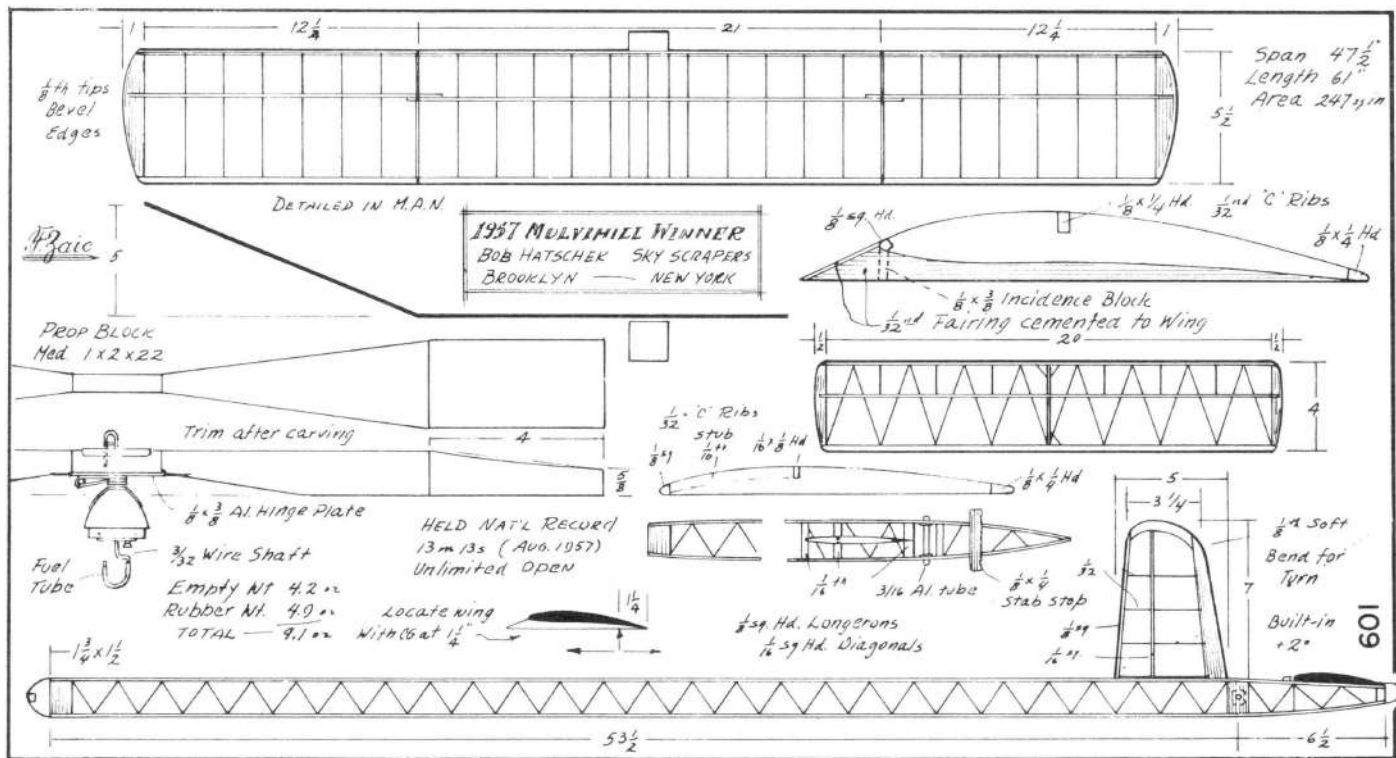 1 12 1/4 21 12 1/4 1
1/8 th tips
Bevel
Edges
5 1/2
Span 47 1/2"
Length 61"
Area 247 sq in
DETAILED IN M.A.N.
F. Zaic
5
1957 MULVIHILL WINNER
BOB HATSCHEK SKY SCRAPERS
BROOKLYN — NEW YORK
1/8 sq. Hd.
1/8 x 1/4 Hd.
1/32 nd 'C' Ribs
1/8 x 1/4 Hd
1/8 x 3/8 Incidence Block
1/32 nd Fairing cemented to Wing
PROP BLOCK
Med 1 x 2 x 22
Trim after carving
4
5/8
1/2 20 1/2
4
1/32 "C" Ribs
stub
1/16 th
1/16 x 1/8 Hd
1/8 sq
1/8 x 1/4 Hd
1/8 x 3/8 Al. Hinge Plate
3/32 Wire Shaft
Fuel
Tube
HELD NAT'L RECORD
13m 13s (AUG. 1957)
Unlimited OPEN
Empty Wt 4.2 oz
Rubber Wt. 4.9 oz
TOTAL — 9.1 oz
Locate wing
With CG at 1 1/4"
1 1/4
1/16 th
3/16 Al. tube
1/8 x 1/4
Stab Stop
1/8 sq. Hd. Longerons
1/16 sq Hd. Diagonals
5
3 1/4
7
1/32
1/8 sq
1/16 sq.
Soft
Bend for
Turn
Built-in
+2°
109
1 3/4 x 1 1/2
53 1/2
6 1/2